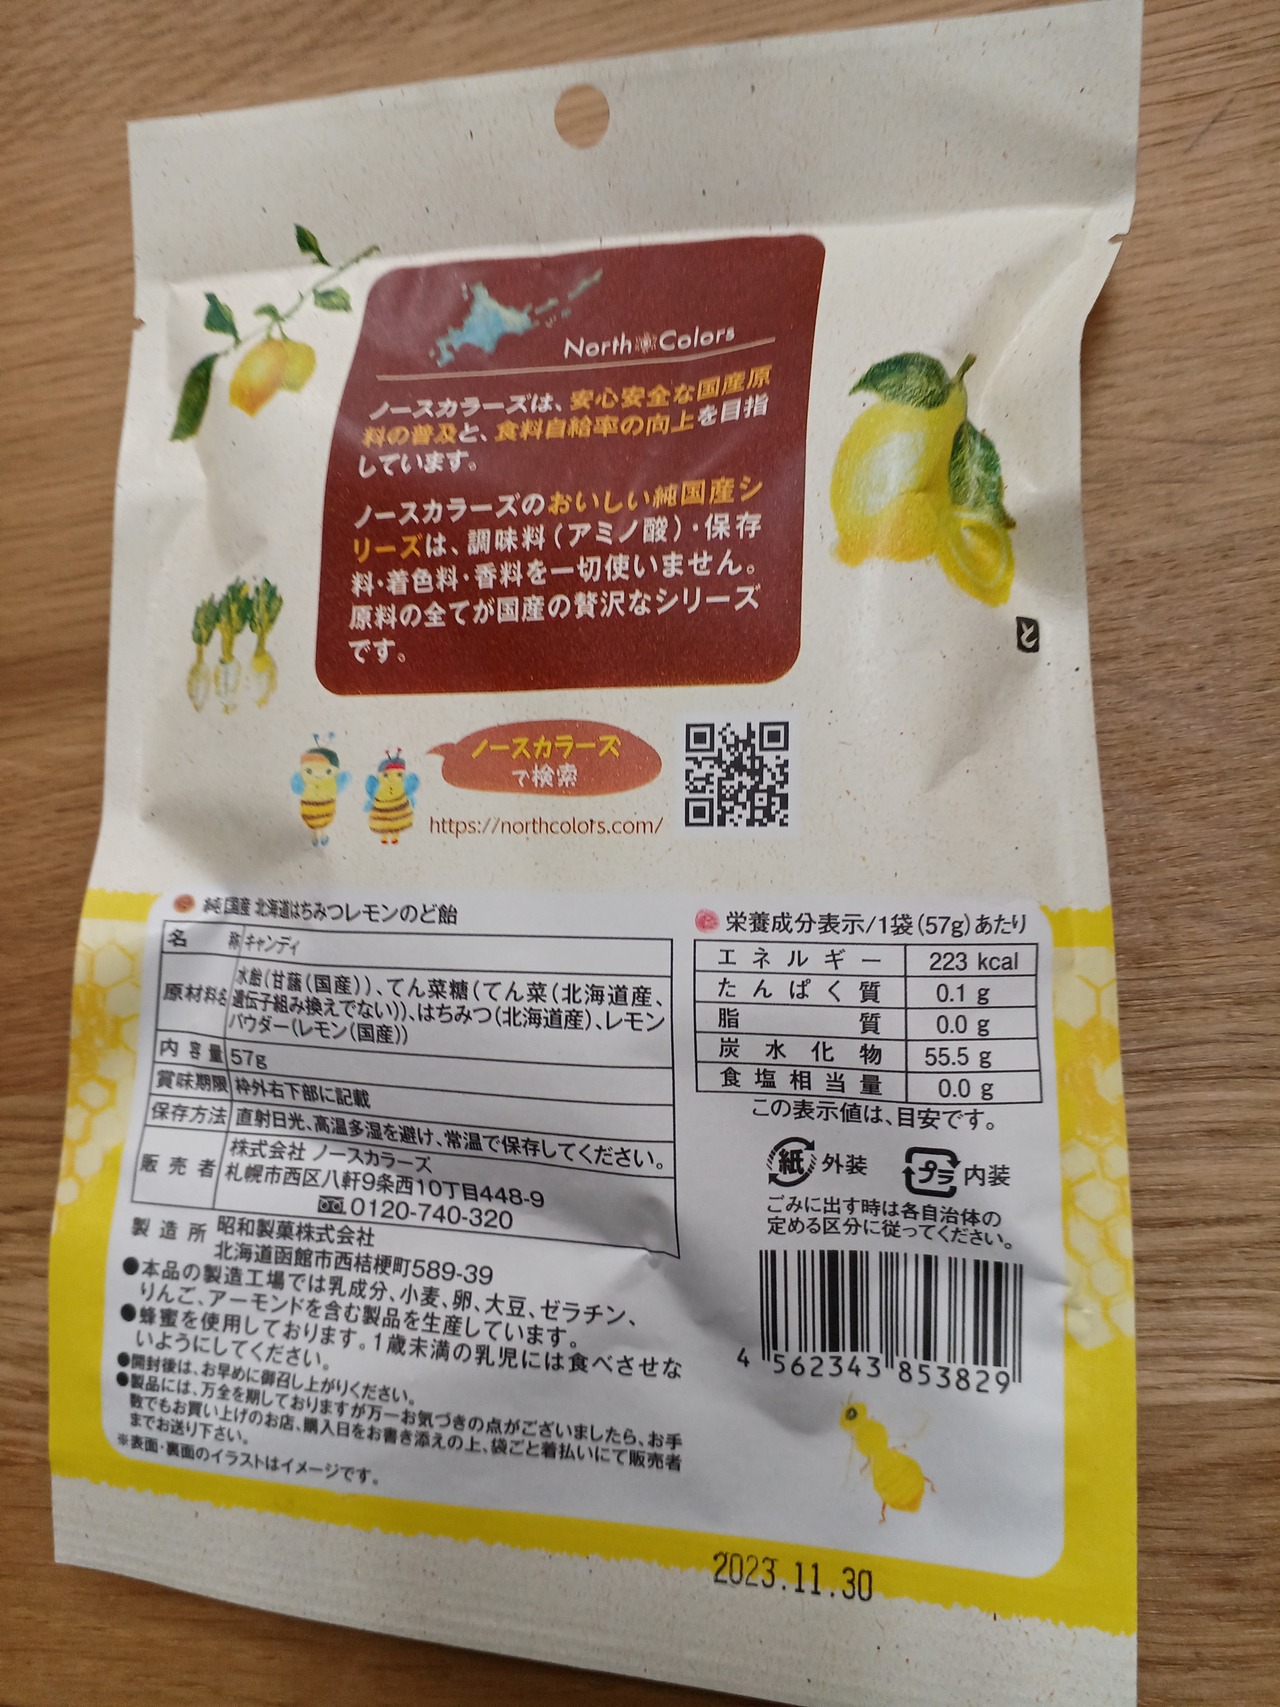 North Colors
ノースカラーズは、安心安全な国産原
料の普及と、食料自給率の向上を目指
しています。
ノースカラーズのおいしい純国産シ
リーズは、調味料(アミノ酸)・保存
料・着色料・香料を一切使いません。
原料の全てが国産の贅沢なシリーズ
です。
と
ノースカラーズ
で検索
https://northcolors.com/
純国産 北海道はちみつレモンのど飴
名称 キャンディ
原材料名 水飴(甘藷(国産))、てん菜糖(てん菜(北海道産、
遺伝子組み換えでない))、はちみつ(北海道産)、レモン
パウダー(レモン(国産))
内容量 57g
賞味期限 枠外右下部に記載
保存方法 直射日光、高温多湿を避け、常温で保存してください。
販売者 株式会社 ノースカラーズ
札幌市西区八軒9条西10丁目448-9
0120-740-320
製造所 昭和製菓株式会社
北海道函館市西桔梗町589-39
●本品の製造工場では乳成分、小麦、卵、大豆、ゼラチン、
りんご、アーモンドを含む製品を生産しています。
●蜂蜜を使用しております。1歳未満の乳児には食べさせな
いようにしてください。
●開封後は、お早めに御召し上がりください。
●製品には、万全を期しておりますが万一お気づきの点がございましたら、お手
数でもお買い上げのお店、購入日をお書き添えの上、袋ごと着払いにて販売者
までお送り下さい。
※表面・裏面のイラストはイメージです。
栄養成分表示/1袋(57g)あたり
エネルギー 223 kcal
たんぱく質 0.1 g
脂質 0.0 g
炭水化物 55.5 g
食塩相当量 0.0 g
この表示値は、目安です。
紙 外装 プラ 内装
ごみに出す時は各自治体の
定める区分に従ってください。
4 562343 853829
2023.11.30